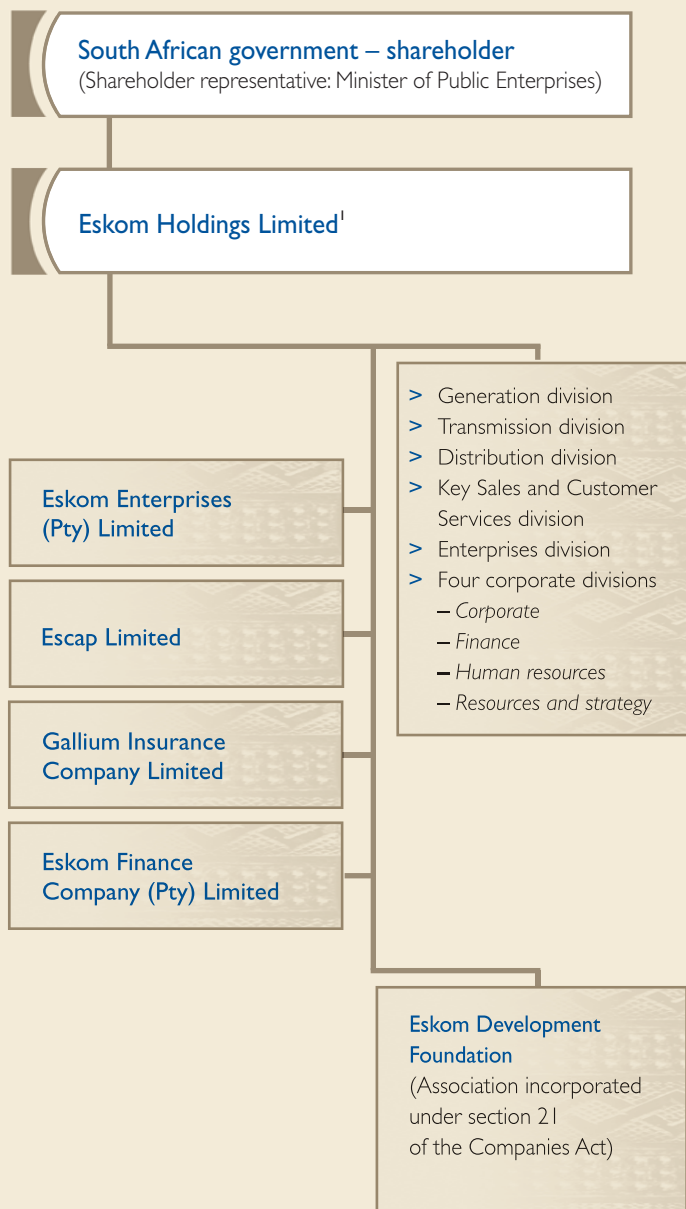 South African government – shareholder
(Shareholder representative: Minister of Public Enterprises)
Eskom Holdings Limited¹
> Generation division
> Transmission division
> Distribution division
> Key Sales and Customer
Services division
> Enterprises division
> Four corporate divisions
– Corporate
– Finance
– Human resources
– Resources and strategy
Eskom Enterprises
(Pty) Limited
Escap Limited
Gallium Insurance
Company Limited
Eskom Finance
Company (Pty) Limited
Eskom Development
Foundation
(Association incorporated
under section 21
of the Companies Act)